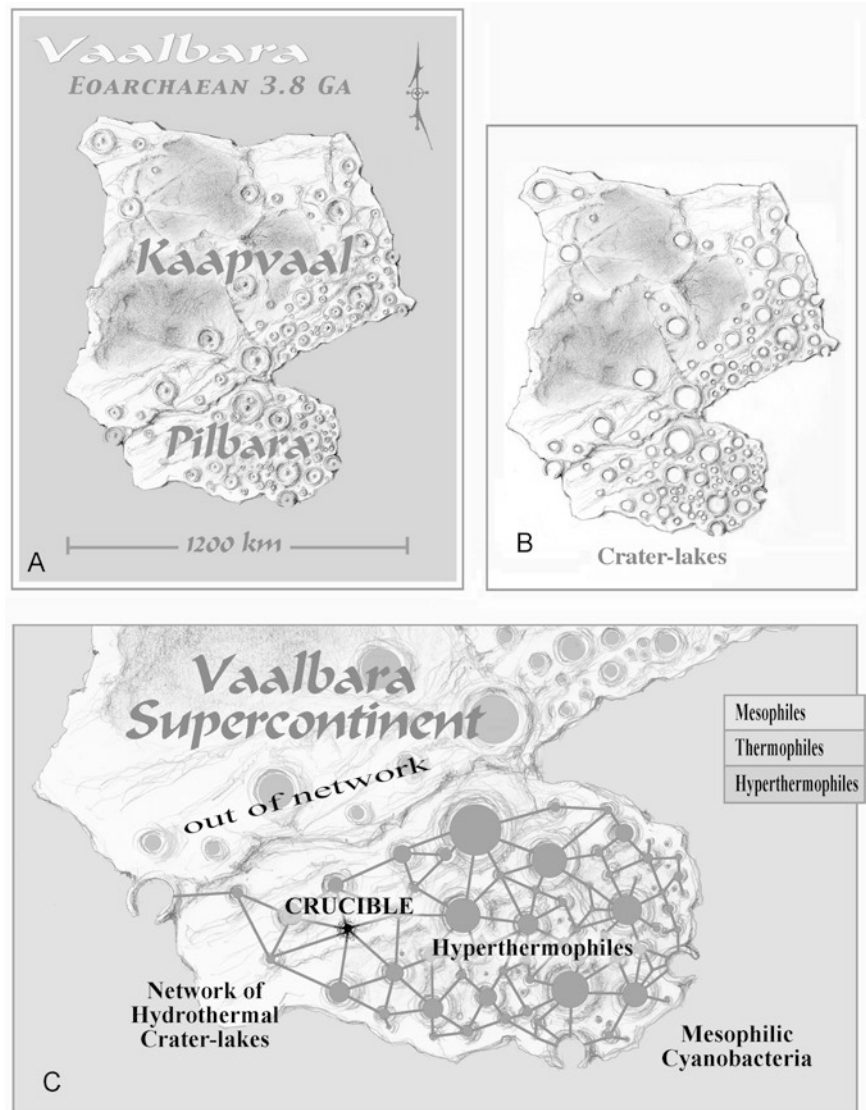 Vaalbara
EOARCHAEAN 3.8 GA
Kaapvaal
Pilbara
1200 km
A
B
Crater-lakes
Vaalbara
Supercontinent
out of network
Mesophiles
Thermophiles
Hyperthermophiles
CRUCIBLE
Hyperthermophiles
Network of
Hydrothermal
Crater-lakes
Mesophilic
Cyanobacteria
C